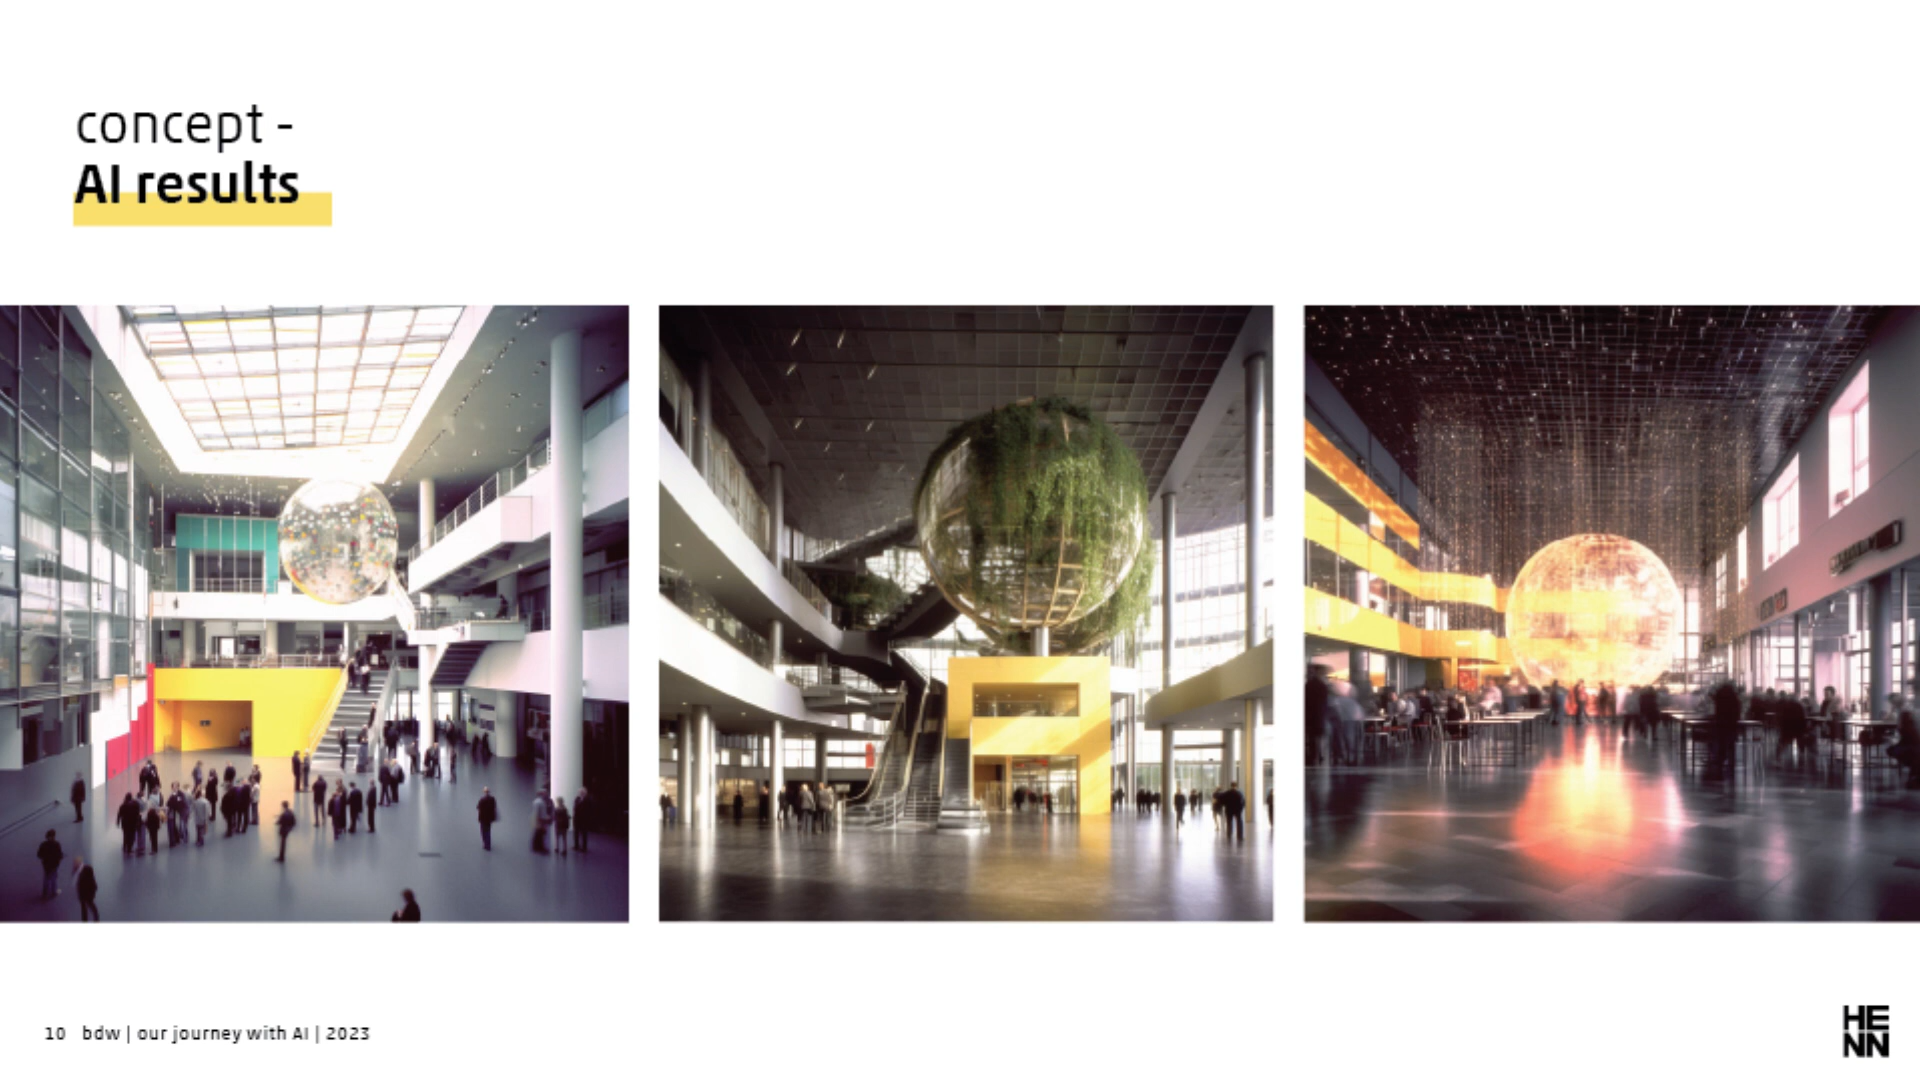 concept -
AI results
10 bdw | our journey with AI | 2023
HE
NN